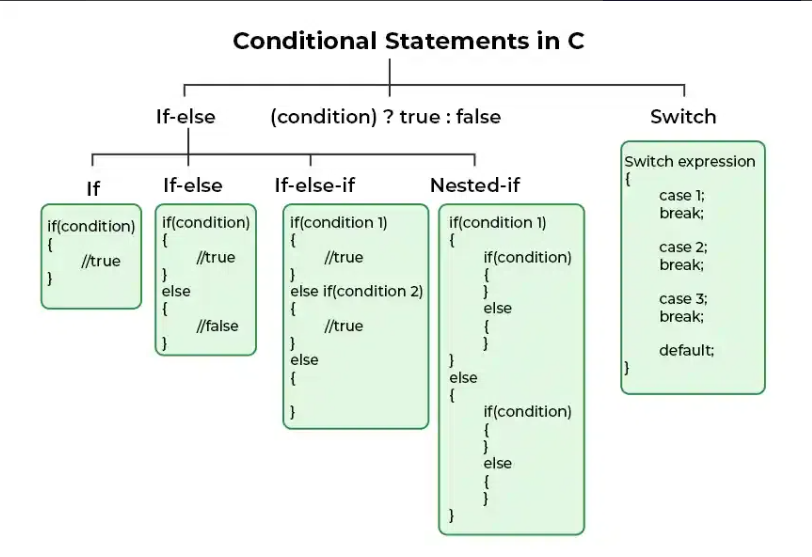 Conditional Statements in C
If-else
(condition) ? true : false
Switch
If
If-else
If-else-if
Nested-if
if(condition)
{
//true
}
if(condition)
{
//true
}
else
{
//false
}
if(condition 1)
{
//true
}
else if(condition 2)
{
//true
}
else
{
}
if(condition 1)
{
if(condition)
{
}
else
{
}
}
else
{
if(condition)
{
}
else
{
}
}
Switch expression
{
case 1;
break;
case 2;
break;
case 3;
break;
default;
}